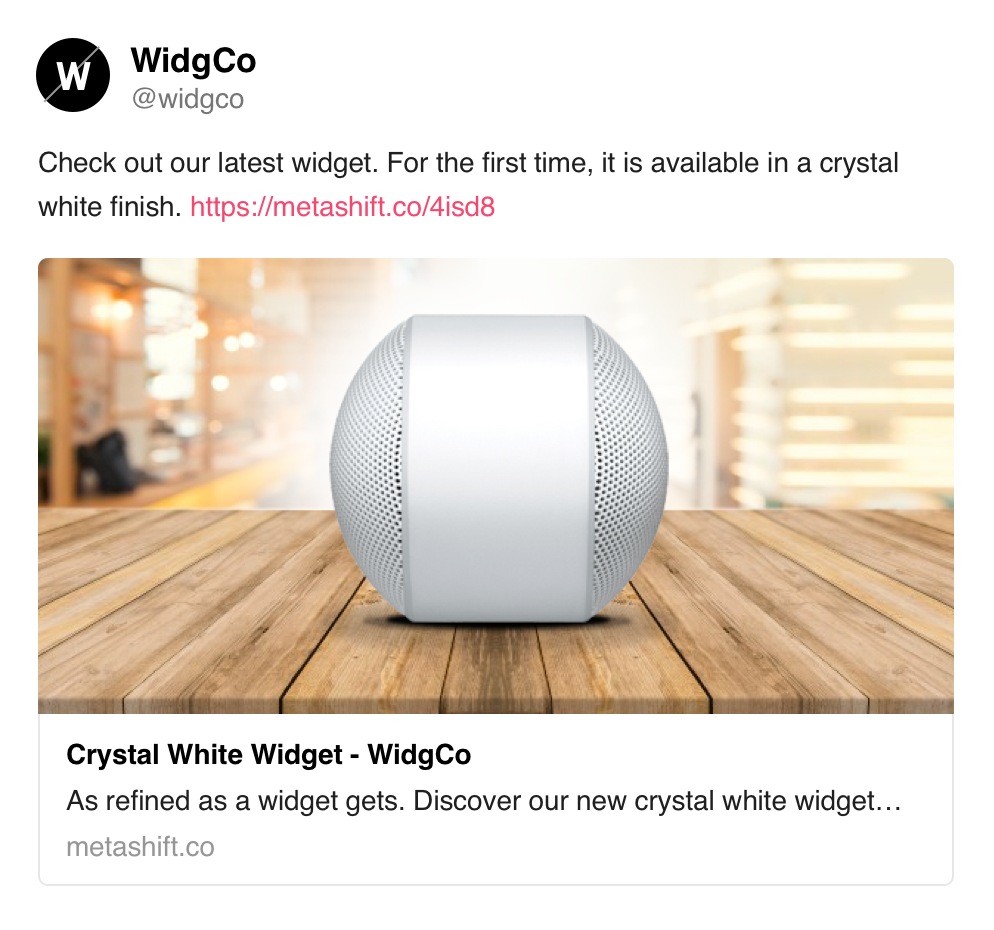 W
WidgCo
@widgco
Check out our latest widget. For the first time, it is available in a crystal
white finish. https://metashift.co/4isd8
Crystal White Widget - WidgCo
As refined as a widget gets. Discover our new crystal white widget…
metashift.co